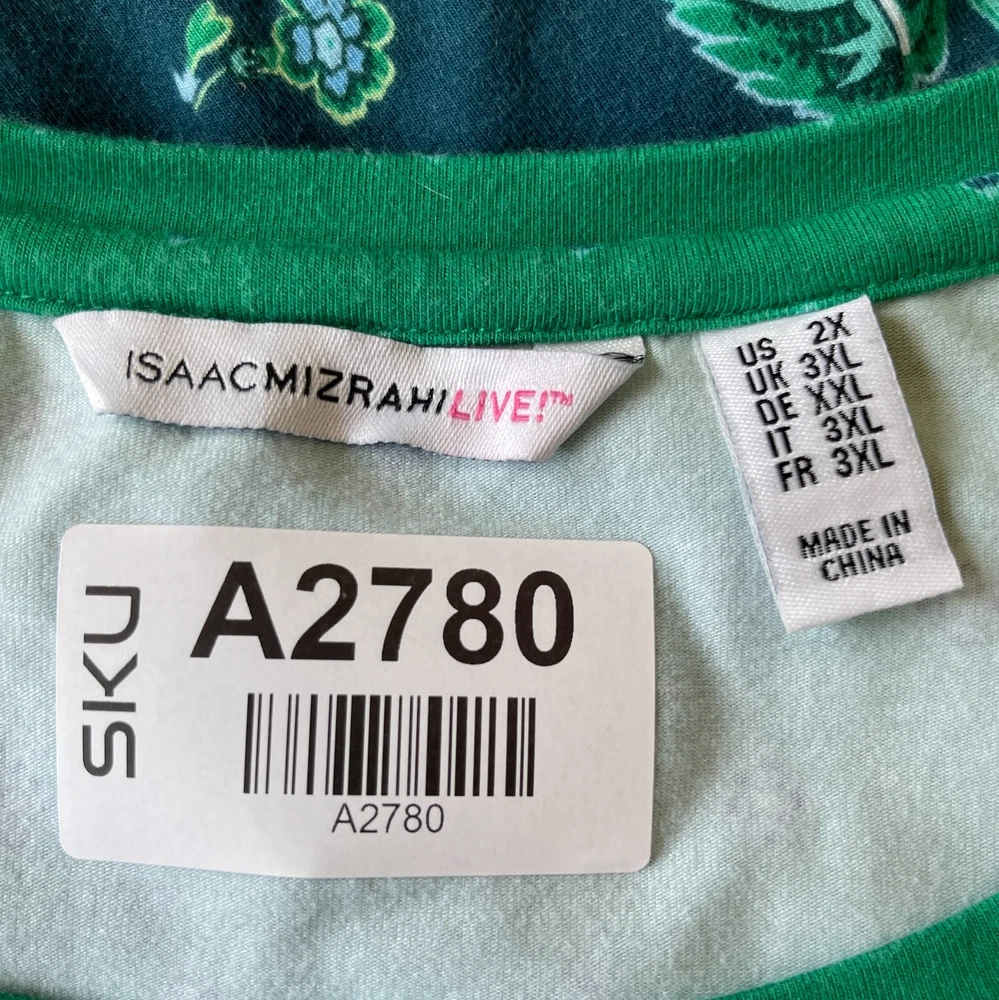 ISAACMIZRAHILIVE!™
US 2X
UK 3XL
DE XXL
IT 3XL
FR 3XL
MADE IN
CHINA
SKU
A2780
A2780